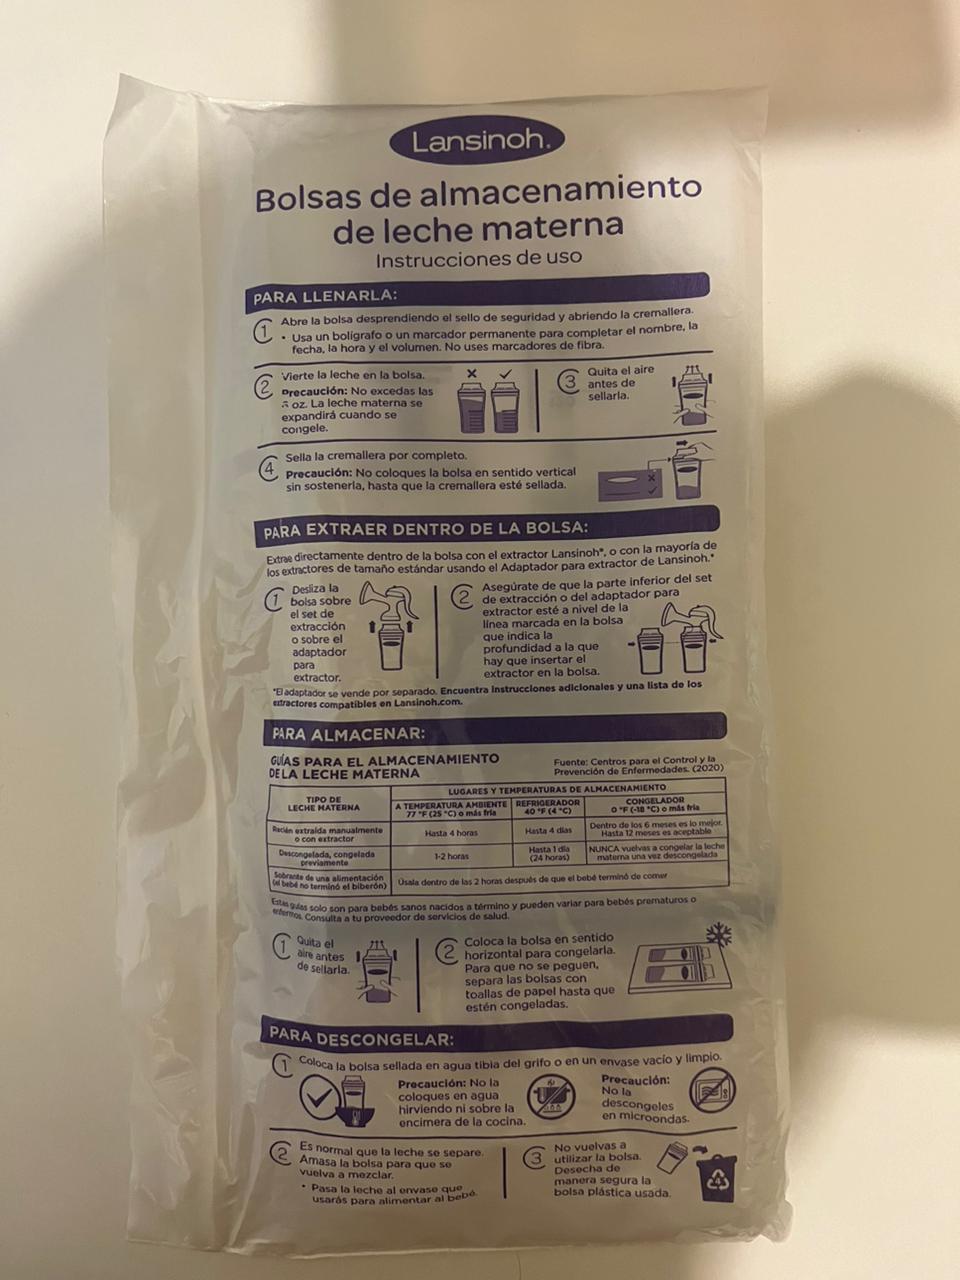 Lansinoh®
Bolsas de almacenamiento
de leche materna
Instrucciones de uso
PARA LLENARLA:
1 Abre la bolsa desprendiendo el sello de seguridad y abriendo la cremallera.
• Usa un bolígrafo o un marcador permanente para completar el nombre, la
fecha, la hora y el volumen. No uses marcadores de fibra.
2 Vierte la leche en la bolsa.
Precaución: No excedas las
oz. La leche materna se
expandirá cuando se
congele.
3 Quita el aire
antes de
sellarla.
4 Sella la cremallera por completo.
Precaución: No coloques la bolsa en sentido vertical
sin sostenerla, hasta que la cremallera esté sellada.
PARA EXTRAER DENTRO DE LA BOLSA:
Extrae directamente dentro de la bolsa con el extractor Lansinoh®, o con la mayoría de
los extractores de tamaño estándar usando el Adaptador para extractor de Lansinoh.*
1 Desliza la
bolsa sobre
el set de
extracción
o sobre el
adaptador
para
extractor.
2 Asegúrate de que la parte inferior del set
de extracción o del adaptador para
extractor esté a nivel de la
línea marcada en la bolsa
que indica la
profundidad a la que
hay que insertar el
extractor en la bolsa.
*El adaptador se vende por separado. Encuentra instrucciones adicionales y una lista de los
extractores compatibles en Lansinoh.com.
PARA ALMACENAR:
GUÍAS PARA EL ALMACENAMIENTO
DE LA LECHE MATERNA
Fuente: Centros para el Control y la
Prevención de Enfermedades. (2020)
TIPO DE
LECHE MATERNA
LUGARES Y TEMPERATURAS DE ALMACENAMIENTO
A TEMPERATURA AMBIENTE
77 °F (25 °C) o más fría
REFRIGERADOR
40 °F (4 °C)
CONGELADOR
0 °F (-18 °C) o más fría
Recién extraída manualmente
o con extractor
Hasta 4 horas
Hasta 4 días
Dentro de los 6 meses es lo mejor.
Hasta 12 meses es aceptable
Descongelada, congelada
previamente
1-2 horas
Hasta 1 día
(24 horas)
NUNCA vuelvas a congelar la leche
materna una vez descongelada
Sobrante de una alimentación
(el bebé no terminó el biberón)
Úsala dentro de las 2 horas después de que el bebé terminó de comer
Estas guías solo son para bebés sanos nacidos a término y pueden variar para bebés prematuros o
enfermos. Consulta a tu proveedor de servicios de salud.
1 Quita el
aire antes
de sellarla.
2 Coloca la bolsa en sentido
horizontal para congelarla.
Para que no se peguen,
separa las bolsas con
toallas de papel hasta que
estén congeladas.
PARA DESCONGELAR:
1 Coloca la bolsa sellada en agua tibia del grifo o en un envase vacío y limpio.
Precaución: No la
coloques en agua
hirviendo ni sobre la
encimera de la cocina.
Precaución:
No la
descongeles
en microondas.
2 Es normal que la leche se separe.
Amasa la bolsa para que se
vuelva a mezclar.
• Pasa la leche al envase que
usarás para alimentar al bebé.
3 No vuelvas a
utilizar la bolsa.
Desecha de
manera segura la
bolsa plástica usada.
4